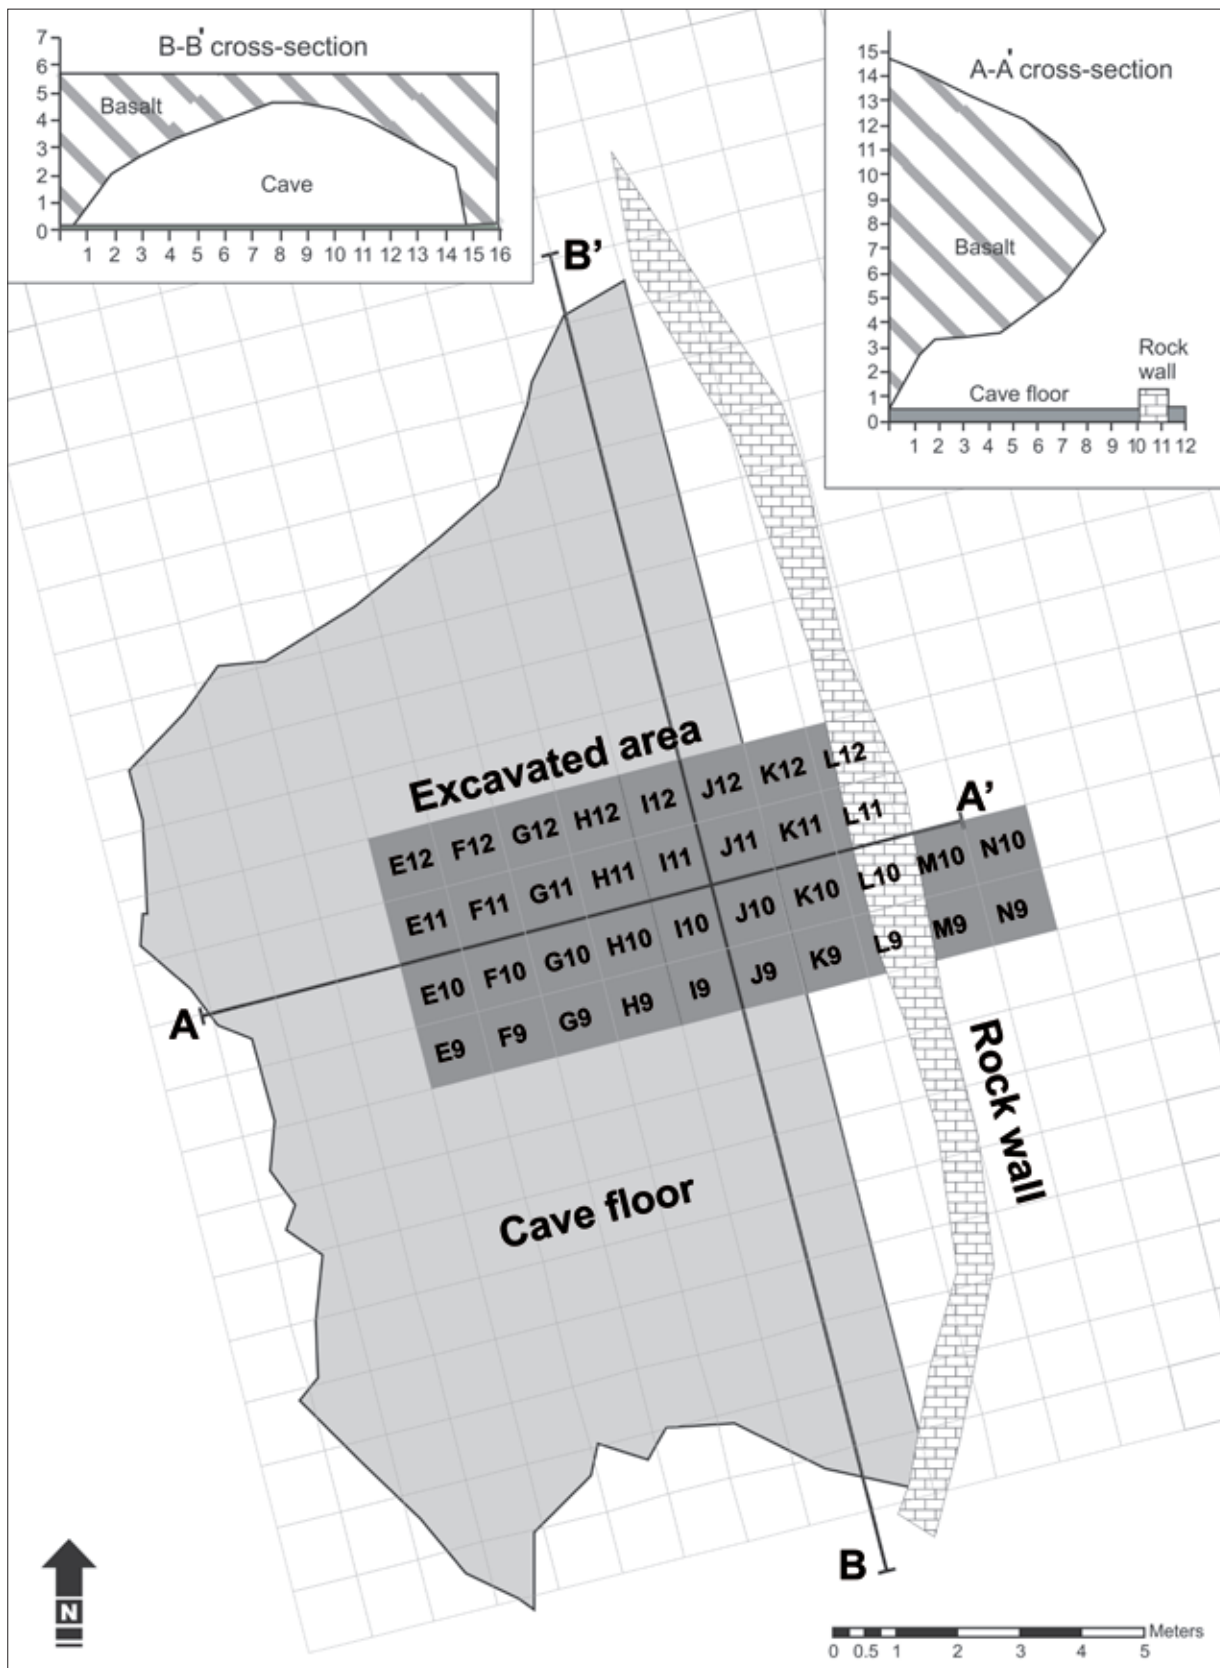 B-B' cross-section
7
6
5
4
3
2
1
0
Basalt
Cave
1 2 3 4 5 6 7 8 9 10 11 12 13 14 15 16
A-A' cross-section
15
14
13
12
11
10
9
8
7
6
5
4
3
2
1
0
Basalt
Rock
wall
Cave floor
1 2 3 4 5 6 7 8 9 10 11 12
B’
Excavated area
E12 F12 G12 H12 I12 J12 K12 L12
E11 F11 G11 H11 I11 J11 K11 L11
A’
E10 F10 G10 H10 I10 J10 K10 L10 M10 N10
E9 F9 G9 H9 I9 J9 K9 L9 M9 N9
A
Rock wall
Cave floor
B
N
Meters
0 0.5 1 2 3 4 5